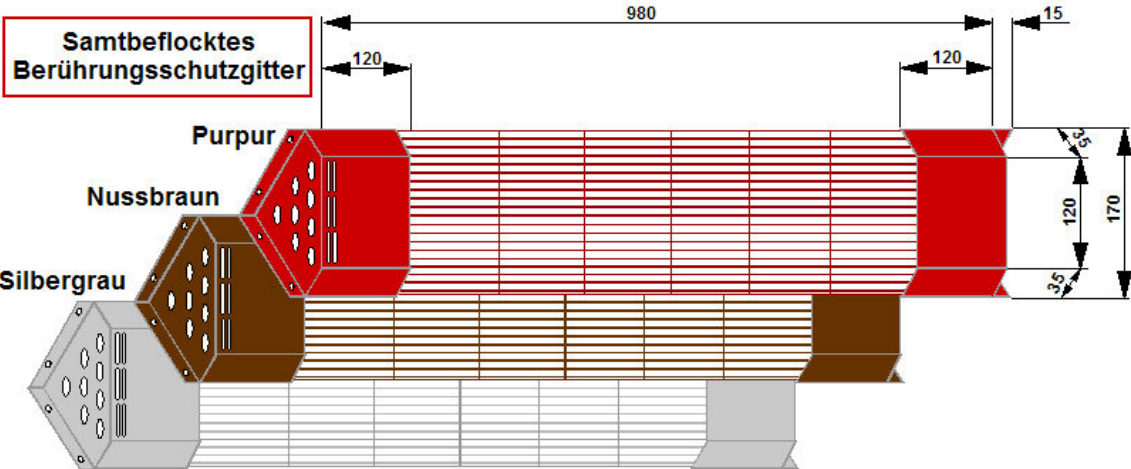 980
15
Samtbeflocktes
Berührungsschutzgitter
120
120
Purpur
35
Nussbraun
120
170
Silbergrau
35